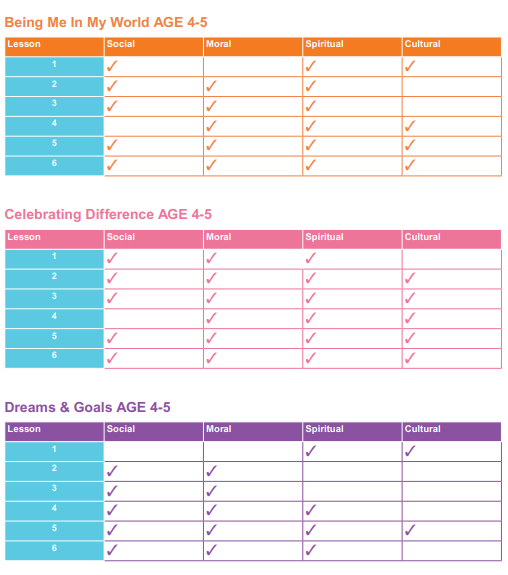 Being Me In My World AGE 4-5
Lesson Social Moral Spiritual Cultural
1 ✓ ✓ ✓
2 ✓ ✓ ✓
3 ✓ ✓ ✓
4 ✓ ✓ ✓
5 ✓ ✓ ✓ ✓
6 ✓ ✓ ✓ ✓
Celebrating Difference AGE 4-5
Lesson Social Moral Spiritual Cultural
1 ✓ ✓ ✓
2 ✓ ✓ ✓ ✓
3 ✓ ✓ ✓ ✓
4 ✓ ✓ ✓
5 ✓ ✓ ✓ ✓
6 ✓ ✓ ✓ ✓
Dreams & Goals AGE 4-5
Lesson Social Moral Spiritual Cultural
1 ✓ ✓
2 ✓ ✓
3 ✓ ✓
4 ✓ ✓ ✓
5 ✓ ✓ ✓ ✓
6 ✓ ✓ ✓